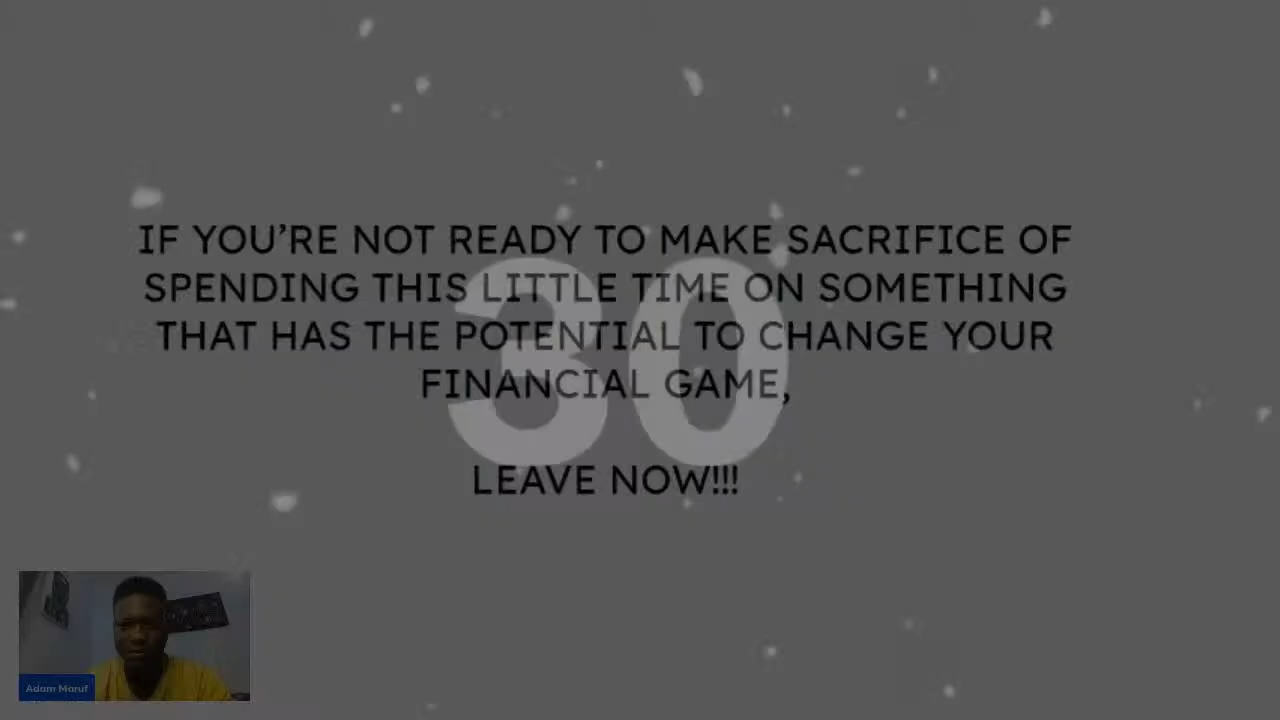 IF YOU'RE NOT READY TO MAKE SACRIFICE OF
SPENDING THIS LITTLE TIME ON SOMETHING
THAT HAS THE POTENTIAL TO CHANGE YOUR
FINANCIAL GAME,
30
LEAVE NOW!!!
Adam Maruf